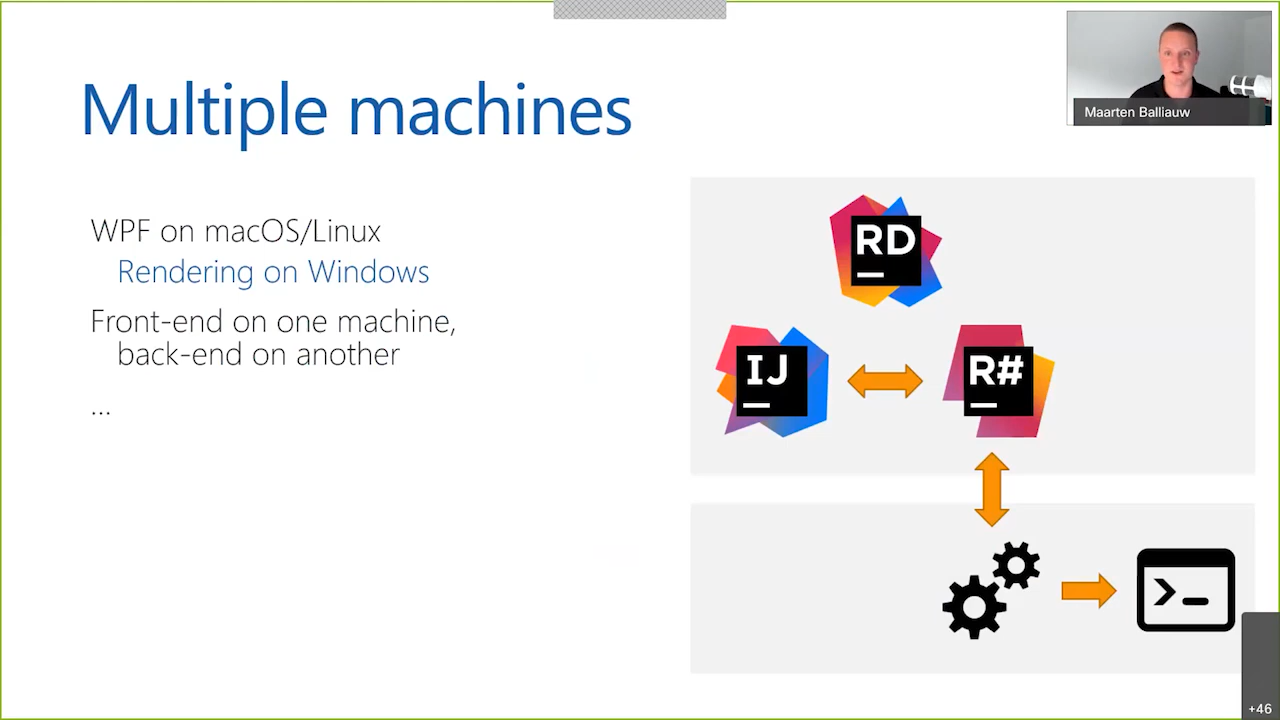 Multiple machines
Maarten Balliauw
WPF on macOS/Linux
Rendering on Windows
Front-end on one machine,
back-end on another
...
RD
IJ
R#
+46